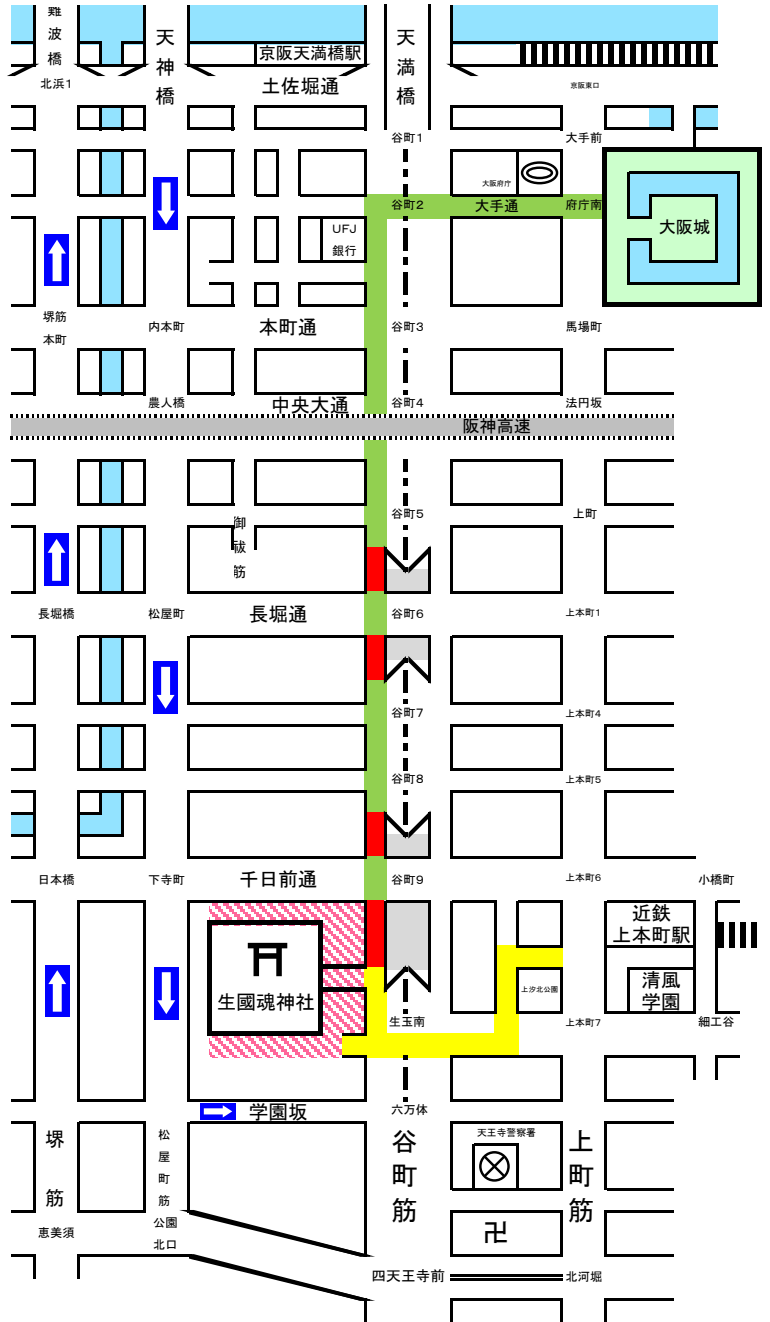 難波橋
天神橋
京阪天満橋駅
天満橋
北浜1
土佐堀通
京阪東口
谷町1
大手前
大阪府庁
谷町2
大手通
府庁南
大阪城
UFJ
銀行
堺筋
本町
内本町
本町通
谷町3
馬場町
農人橋
中央大通
谷町4
法円坂
阪神高速
御祓筋
谷町5
上町
長堀橋
松屋町
長堀通
谷町6
上本町1
谷町7
上本町4
谷町8
上本町5
日本橋
下寺町
千日前通
谷町9
上本町6
小橋町
近鉄
上本町駅
清風
学園
生國魂神社
上汐北公園
生玉南
上本町7
細工谷
学園坂
六万体
堺筋
松屋町筋
谷町筋
天王寺警察署
上町筋
公園
北口
恵美須
卍
四天王寺前
北河堀